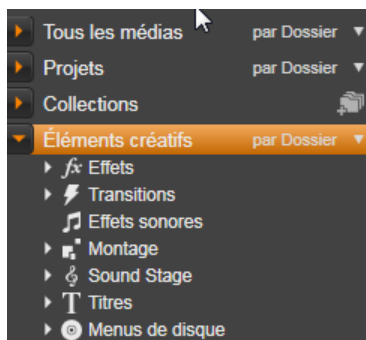 Tous les médias par Dossier
Projets par Dossier
Collections
Éléments créatifs par Dossier
fx Effets
Transitions
Effets sonores
Montage
Sound Stage
T Titres
Menus de disque